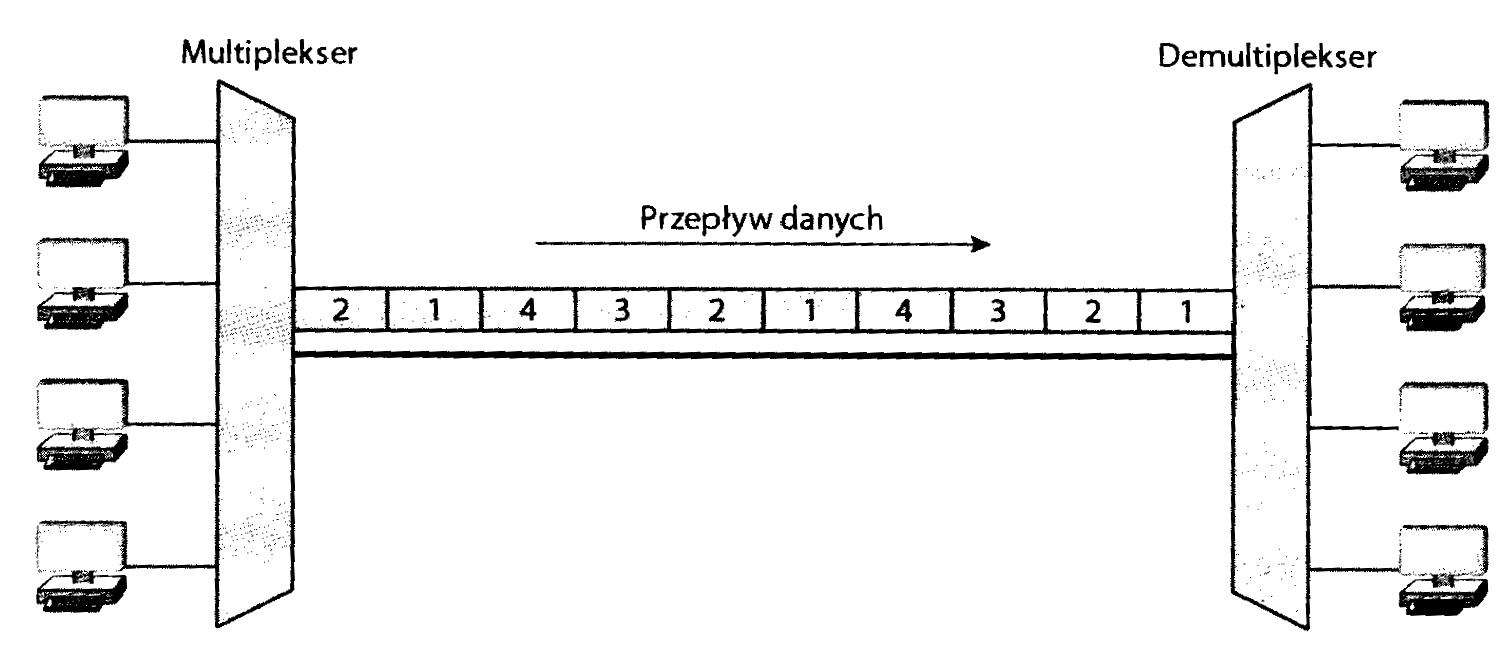 Multiplekser
Demultiplekser
Przepływ danych
2 1 4 3 2 1 4 3 2 1